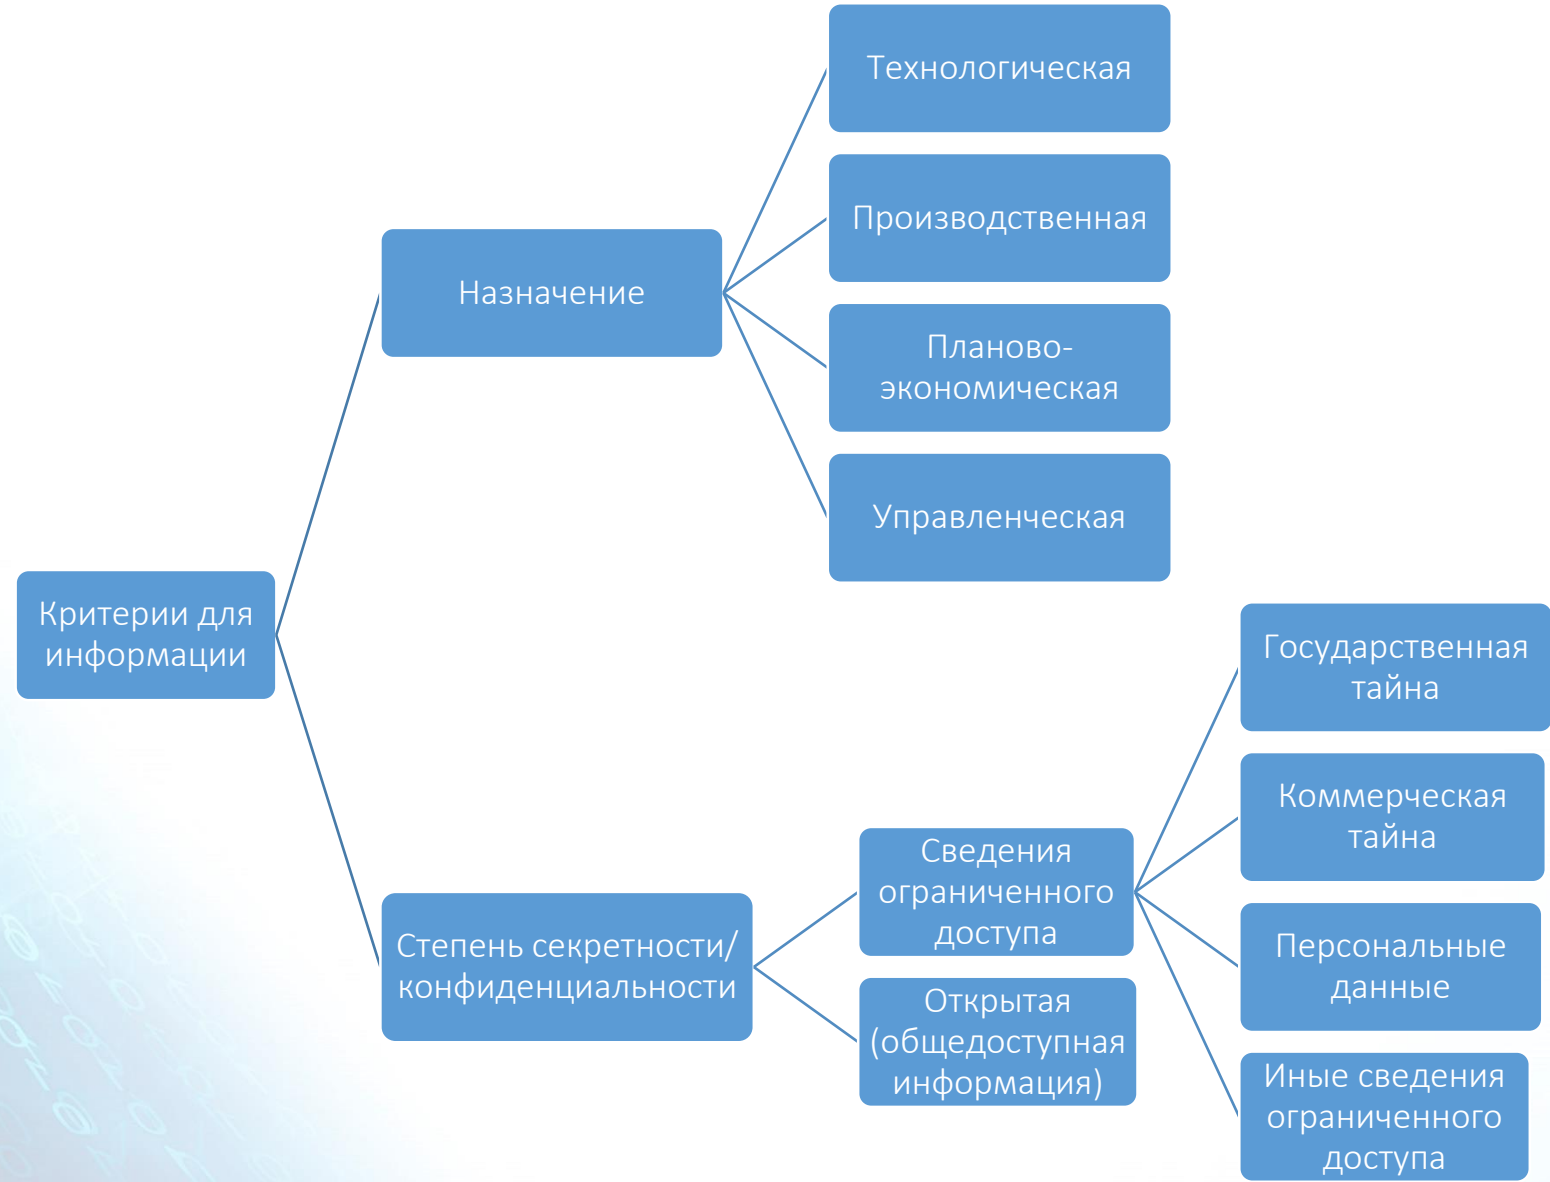 Технологическая
Производственная
Назначение
Планово-
экономическая
Управленческая
Критерии для
информации
Государственная
тайна
Коммерческая
тайна
Сведения
ограниченного
доступа
Степень секретности/
конфиденциальности
Персональные
данные
Открытая
(общедоступная
информация)
Иные сведения
ограниченного
доступа